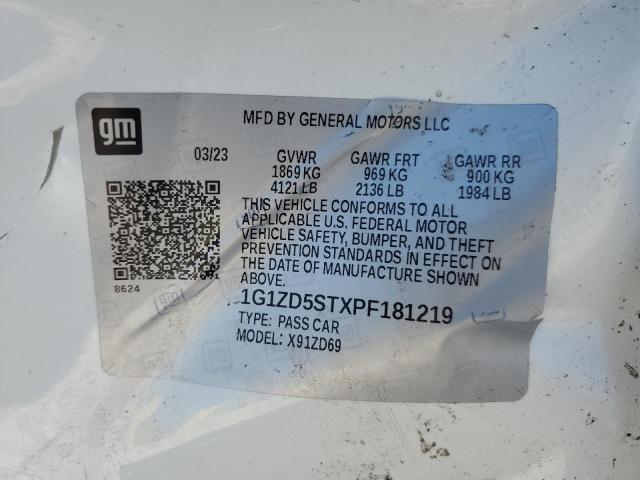 gm
MFD BY GENERAL MOTORS LLC
03/23 GVWR GAWR FRT GAWR RR
1869 KG 969 KG 900 KG
4121 LB 2136 LB 1984 LB
THIS VEHICLE CONFORMS TO ALL
APPLICABLE U.S. FEDERAL MOTOR
VEHICLE SAFETY, BUMPER, AND THEFT
PREVENTION STANDARDS IN EFFECT ON
THE DATE OF MANUFACTURE SHOWN
ABOVE.
8624
1G1ZD5STXPF181219
TYPE: PASS CAR
MODEL: X91ZD69